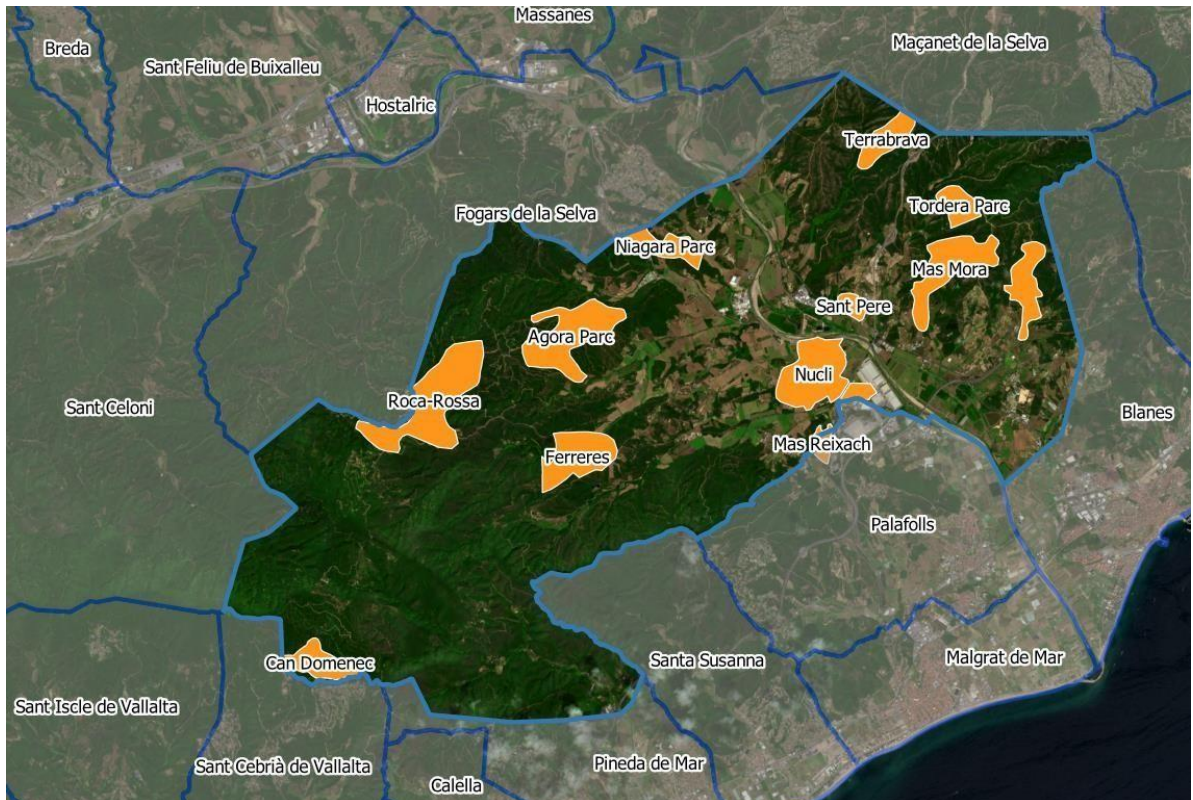 Massanes
Breda
Maçanet de la Selva
Sant Feliu de Buixalleu
Hostalric
Terrabrava
Tordera Parc
Fogars de la Selva
Niagara Parc
Mas Mora
Sant Pere
Agora Parc
Nucli
Roca-Rossa
Sant Celoni
Blanes
Mas Reixach
Ferreres
Palafolls
Can Domenec
Santa Susanna
Malgrat de Mar
Sant Iscle de Vallalta
Sant Cebrià de Vallalta
Pineda de Mar
Calella